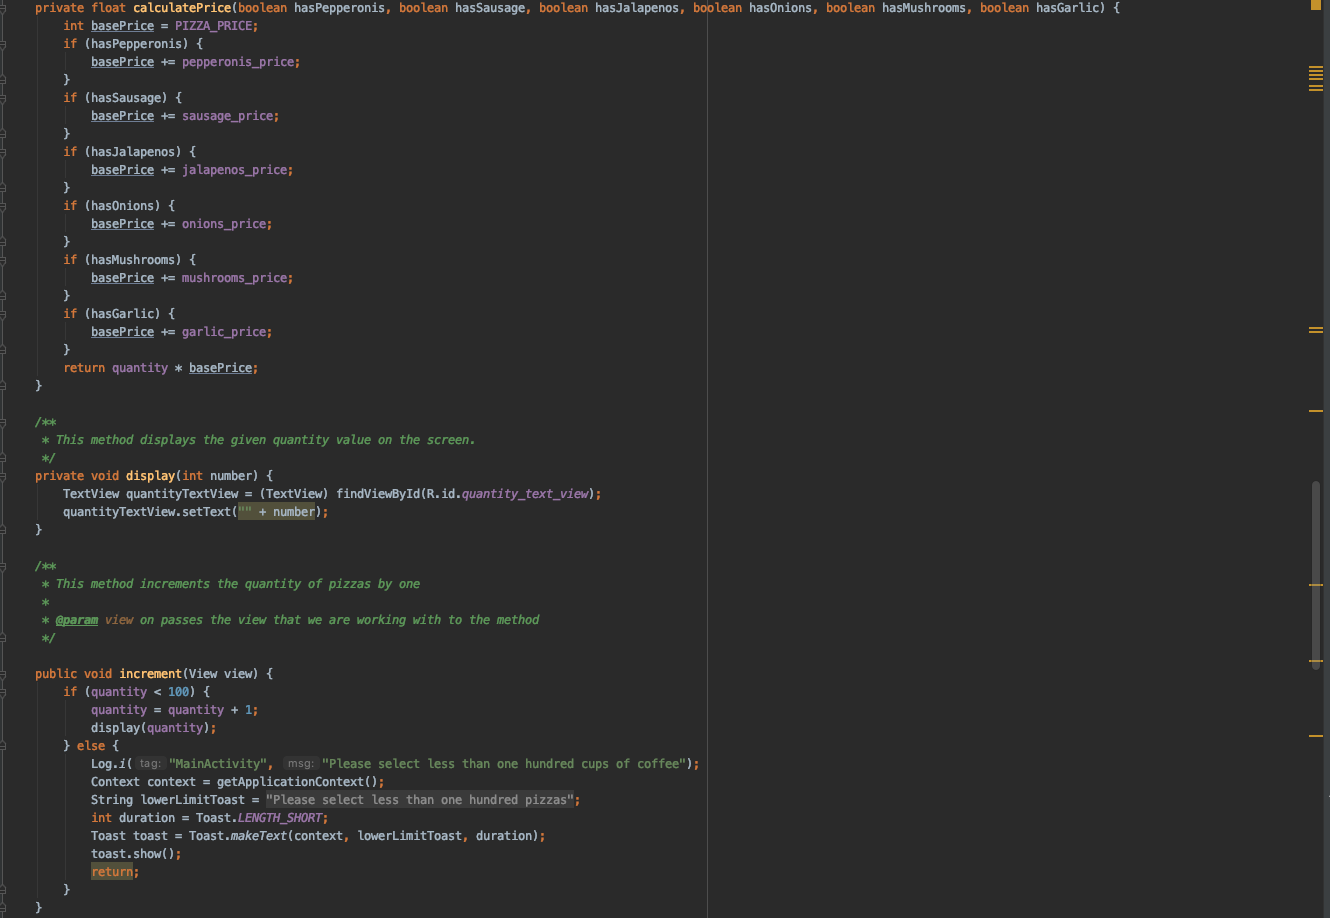 private float calculatePrice(boolean hasPepperonis, boolean hasSausage, boolean hasJalapenos, boolean hasOnions, boolean hasMushrooms, boolean hasGarlic) {
    int basePrice = PIZZA_PRICE;
    if (hasPepperonis) {
        basePrice += pepperonis_price;
    }
    if (hasSausage) {
        basePrice += sausage_price;
    }
    if (hasJalapenos) {
        basePrice += jalapenos_price;
    }
    if (hasOnions) {
        basePrice += onions_price;
    }
    if (hasMushrooms) {
        basePrice += mushrooms_price;
    }
    if (hasGarlic) {
        basePrice += garlic_price;
    }
    return quantity * basePrice;
}

/**
 * This method displays the given quantity value on the screen.
 */
private void display(int number) {
    TextView quantityTextView = (TextView) findViewById(R.id.quantity_text_view);
    quantityTextView.setText("" + number);
}

/**
 * This method increments the quantity of pizzas by one
 *
 * @param view on passes the view that we are working with to the method
 */

public void increment(View view) {
    if (quantity < 100) {
        quantity = quantity + 1;
        display(quantity);
    } else {
        Log.i( tag: "MainActivity", msg: "Please select less than one hundred cups of coffee");
        Context context = getApplicationContext();
        String lowerLimitToast = "Please select less than one hundred pizzas";
        int duration = Toast.LENGTH_SHORT;
        Toast toast = Toast.makeText(context, lowerLimitToast, duration);
        toast.show();
        return;
    }
}